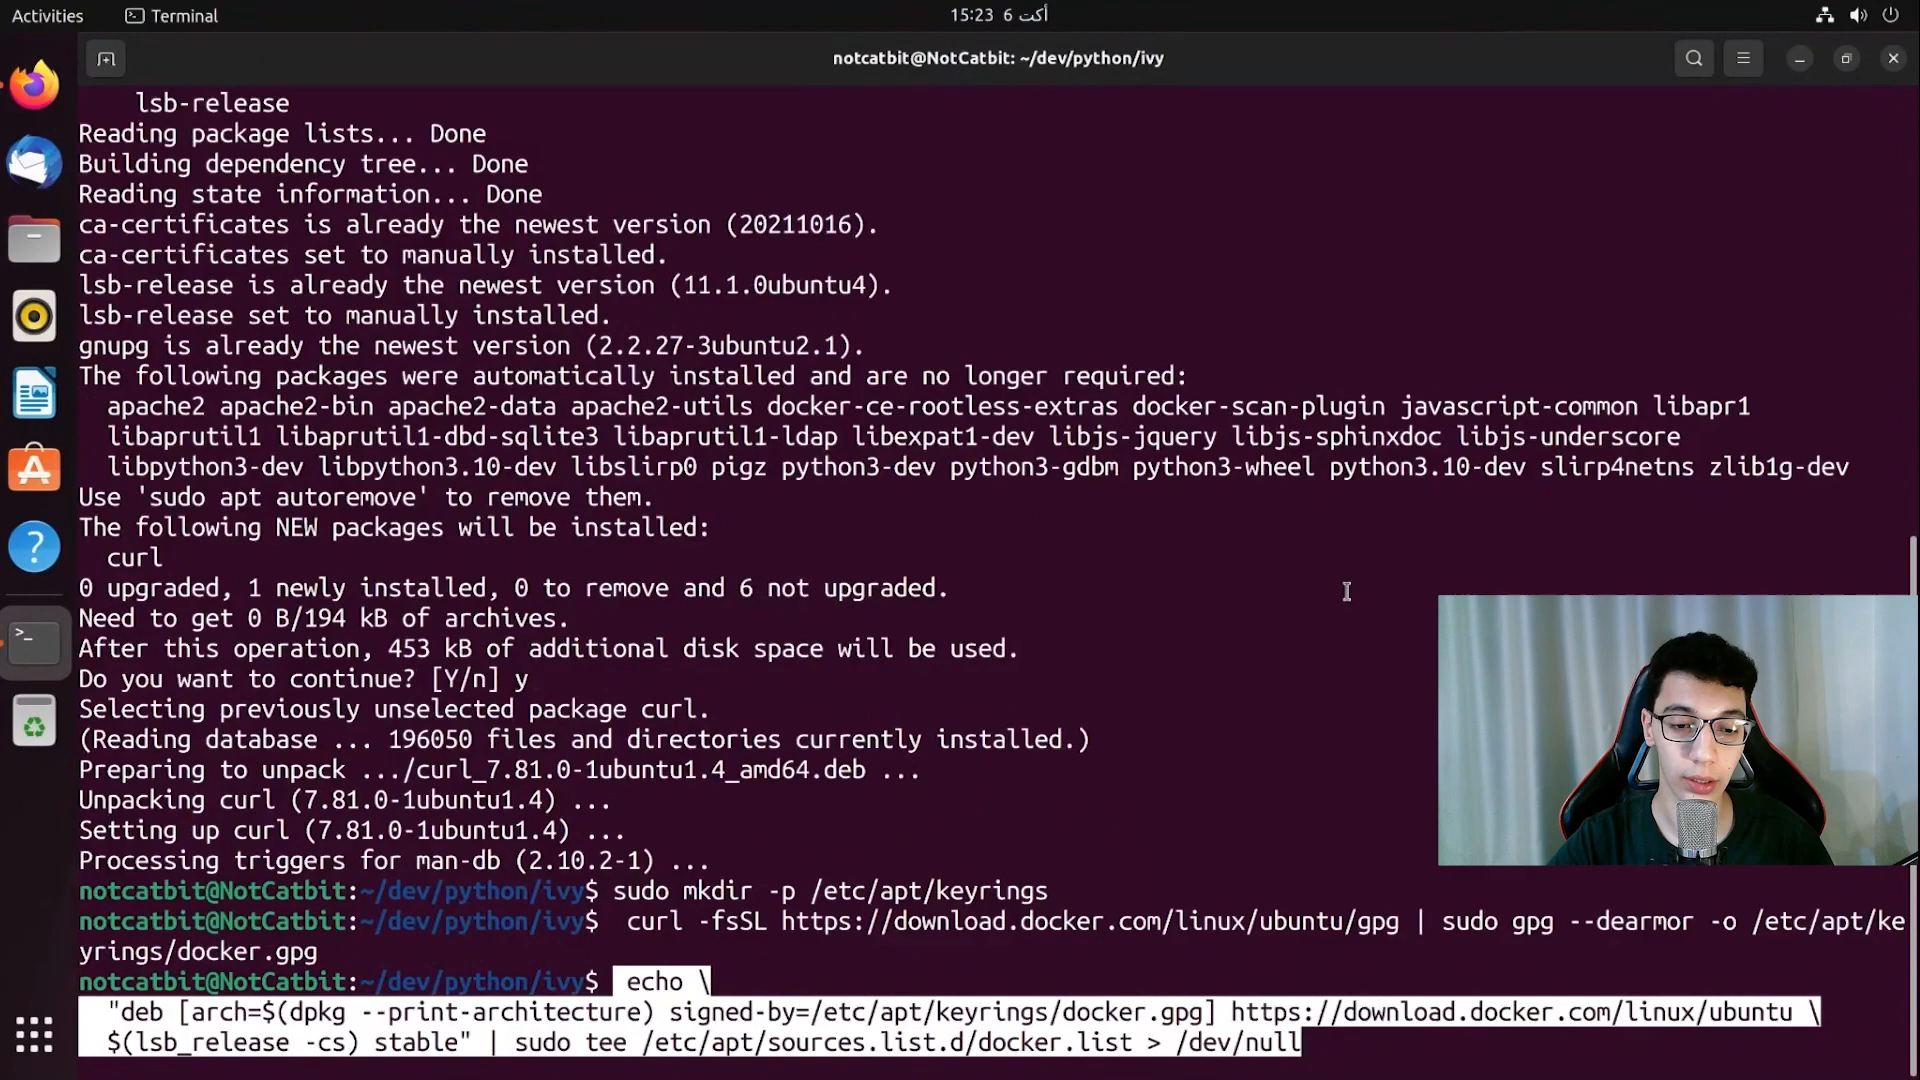 Activities
Terminal
15:23 6 أكت
notcatbit@NotCatbit: ~/dev/python/ivy
lsb-release
Reading package lists... Done
Building dependency tree... Done
Reading state information... Done
ca-certificates is already the newest version (20211016).
ca-certificates set to manually installed.
lsb-release is already the newest version (11.1.0ubuntu4).
lsb-release set to manually installed.
gnupg is already the newest version (2.2.27-3ubuntu2.1).
The following packages were automatically installed and are no longer required:
apache2 apache2-bin apache2-data apache2-utils docker-ce-rootless-extras docker-scan-plugin javascript-common libapr1
libaprutil1 libaprutil1-dbd-sqlite3 libaprutil1-ldap libexpat1-dev libjs-jquery libjs-sphinxdoc libjs-underscore
libpython3-dev libpython3.10-dev libslirp0 pigz python3-dev python3-gdbm python3-wheel python3.10-dev slirp4netns zlib1g-dev
Use 'sudo apt autoremove' to remove them.
The following NEW packages will be installed:
curl
0 upgraded, 1 newly installed, 0 to remove and 6 not upgraded.
Need to get 0 B/194 kB of archives.
After this operation, 453 kB of additional disk space will be used.
Do you want to continue? [Y/n] y
Selecting previously unselected package curl.
(Reading database ... 196050 files and directories currently installed.)
Preparing to unpack .../curl_7.81.0-1ubuntu1.4_amd64.deb ...
Unpacking curl (7.81.0-1ubuntu1.4) ...
Setting up curl (7.81.0-1ubuntu1.4) ...
Processing triggers for man-db (2.10.2-1) ...
notcatbit@NotCatbit:~/dev/python/ivy$ sudo mkdir -p /etc/apt/keyrings
notcatbit@NotCatbit:~/dev/python/ivy$  curl -fsSL https://download.docker.com/linux/ubuntu/gpg | sudo gpg --dearmor -o /etc/apt/ke
yrings/docker.gpg
notcatbit@NotCatbit:~/dev/python/ivy$  echo \
"deb [arch=$(dpkg --print-architecture) signed-by=/etc/apt/keyrings/docker.gpg] https://download.docker.com/linux/ubuntu \
$(lsb_release -cs) stable" | sudo tee /etc/apt/sources.list.d/docker.list > /dev/null